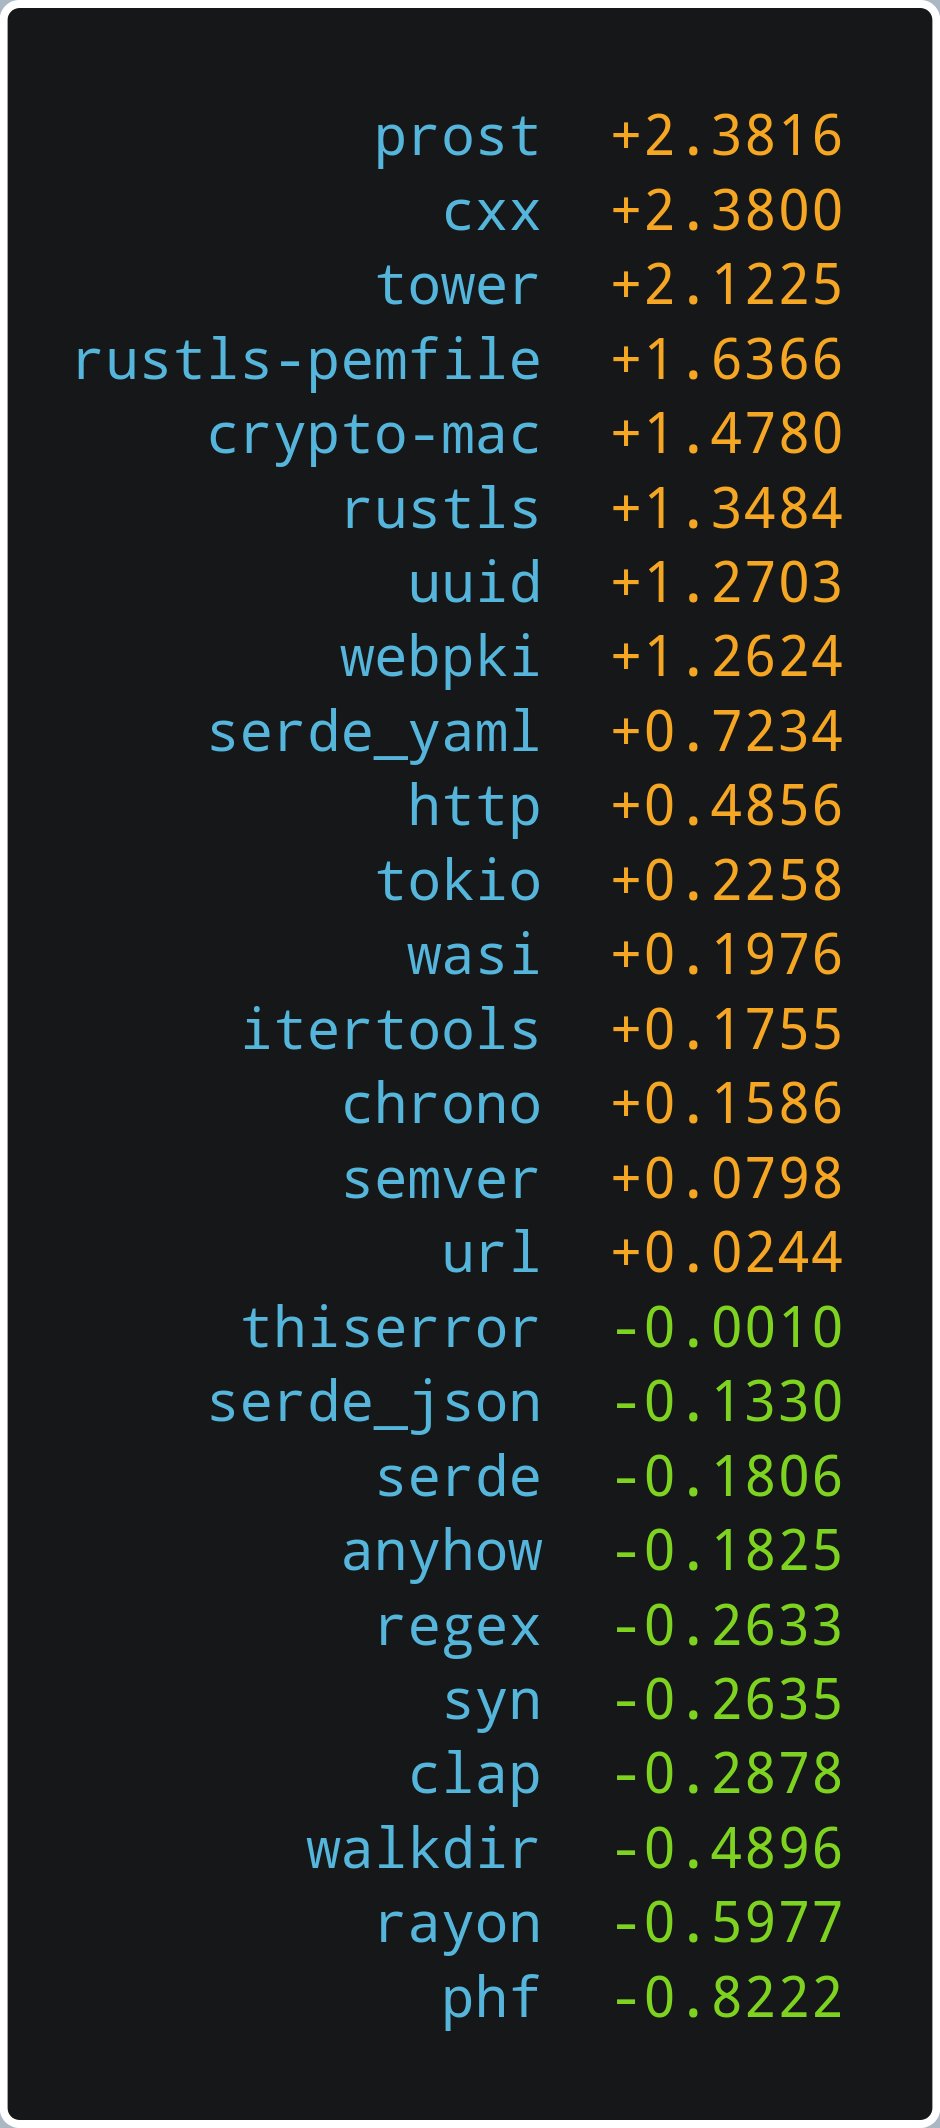 prost +2.3816
cxx +2.3800
tower +2.1225
rustls-pemfile +1.6366
crypto-mac +1.4780
rustls +1.3484
uuid +1.2703
webpki +1.2624
serde_yaml +0.7234
http +0.4856
tokio +0.2258
wasi +0.1976
itertools +0.1755
chrono +0.1586
semver +0.0798
url +0.0244
thiserror -0.0010
serde_json -0.1330
serde -0.1806
anyhow -0.1825
regex -0.2633
syn -0.2635
clap -0.2878
walkdir -0.4896
rayon -0.5977
phf -0.8222